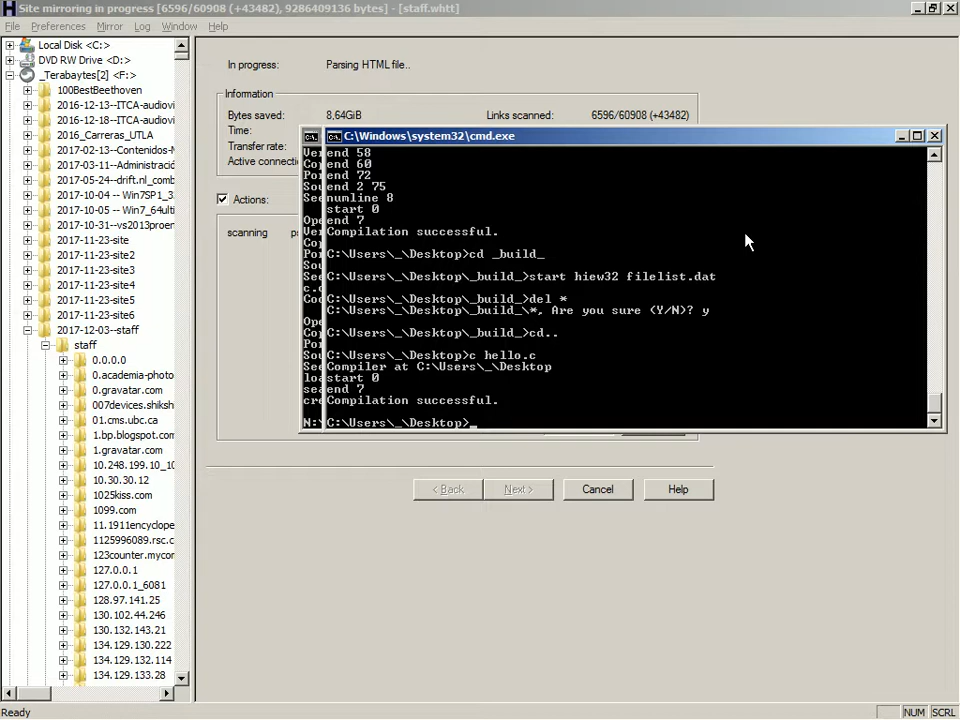 Site mirroring in progress [6596/60908 (+43482), 9286409136 bytes] - [staff.whtt]
File Preferences Mirror Log Window Help
Local Disk <C:>
DVD RW Drive <D:>
_Terabytes[2] <F:>
100BestBeethoven
2016-12-13--ITCA-audiovi
2016-12-18--ITCA-audiovi
2016_Carreras_UTLA
2017-02-13--Contenidos-M
2017-03-11--Administració
2017-05-24--drift.nl_comb
2017-10-04 -- Win7SP1_3
2017-10-05 -- Win7_64ulti
2017-10-31--vs2013proen
2017-11-23-site
2017-11-23-site2
2017-11-23-site3
2017-11-23-site4
2017-11-23-site5
2017-11-23-site6
2017-12-03--staff
staff
0.0.0.0
0.academia-photo
0.gravatar.com
007devices.shiksh
01.cms.ubc.ca
1.bp.blogspot.com
1.gravatar.com
10.248.199.10_10
10.30.30.12
1025kiss.com
1099.com
11.1911encyclope
1125996089.rsc.c
123counter.mycom
127.0.0.1
127.0.0.1_6081
128.97.141.25
130.102.44.246
130.132.143.21
134.129.130.222
134.129.132.114
134.129.133.28
In progress: Parsing HTML file..
Information
Bytes saved: 8,64GiB Links scanned: 6596/60908 (+43482)
Time:
Transfer rate:
Active connection
Actions:
scanning
C:\Windows\system32\cmd.exe
end 58
end 60
end 72
end 2 75
numline 8
start 0
end 7
Compilation successful.
C:\Users\_\Desktop>cd _build_
C:\Users\_\Desktop\_build_>start hiew32 filelist.dat
C:\Users\_\Desktop\_build_>del *
C:\Users\_\Desktop\_build_\*, Are you sure (Y/N)? y
C:\Users\_\Desktop\_build_>cd..
C:\Users\_\Desktop>c hello.c
Compiler at C:\Users\_\Desktop
start 0
end 7
Compilation successful.
N:\
C:\Users\_\Desktop>_
< Back Next > Cancel Help
Ready NUM SCRL